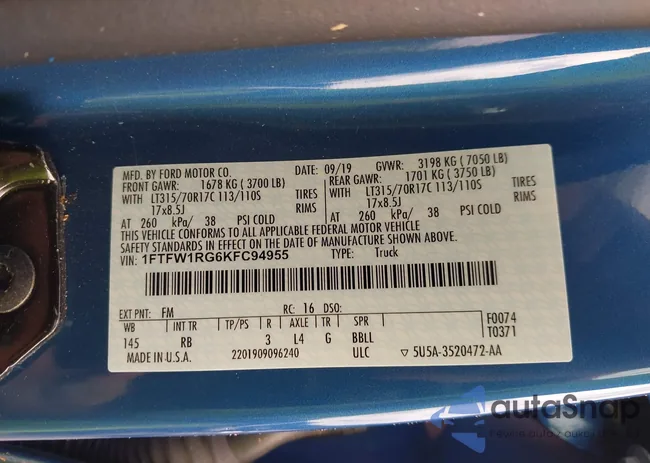 MFD. BY FORD MOTOR CO. 09/19 GVWR: 3198 KG ( 7050 LB)
FRONT GAWR: 1678 KG ( 3700 LB) REAR GAWR: 1701 KG ( 3750 LB)
WITH LT315/70R17C 113/110S TIRES WITH LT315/70R17C 113/110S TIRES
17x8.5J RIMS 17x8.5J RIMS
AT 260 kPa/ 38 PSI COLD AT 260 kPa/ 38 PSI COLD
THIS VEHICLE CONFORMS TO ALL APPLICABLE FEDERAL MOTOR VEHICLE
SAFETY AND THEFT PREVENTION STANDARDS IN EFFECT ON THE DATE OF MANUFACTURE SHOWN ABOVE.
VIN: 1FTFW1RG6KFC94955 TYPE: Truck
EXT PNT: FM RC: 16 DSO:
WB INT TR TP/PS R AXLE TR SPR F0074
145 RB 3 L4 G BBLL T0371
MADE IN U.S.A. 2201909096240 ULC ▽ 5U5A-3520472-AA
autoSnap